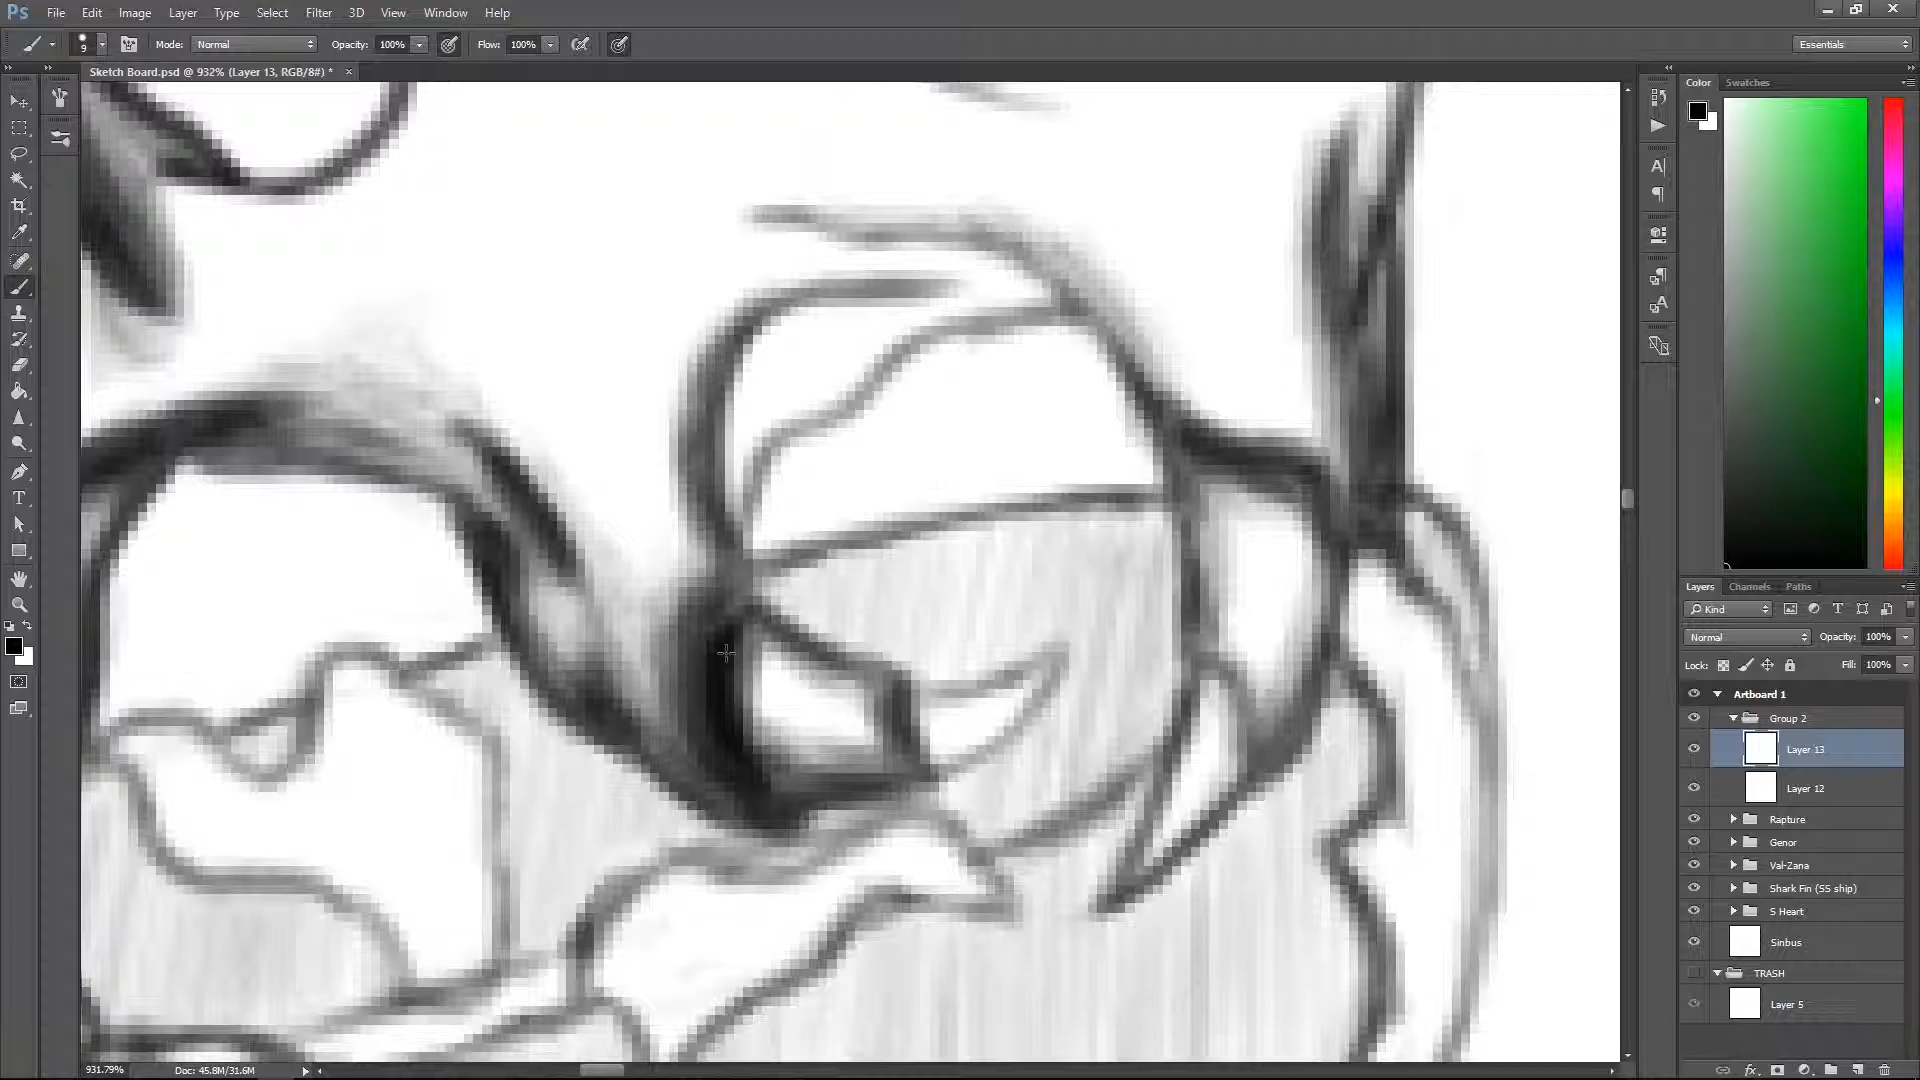 Ps File Edit Image Layer Type Select Filter 3D View Window Help
9 Mode: Normal Opacity: 100% Flow: 100% Essentials
Sketch Board.psd @ 932% (Layer 13, RGB/8#) * ×
Color Swatches
Layers Channels Paths
Kind
Normal Opacity: 100%
Lock: Fill: 100%
Artboard 1
Group 2
Layer 13
Layer 12
Rapture
Genor
Val-Zana
Shark Fin (SS ship)
S Heart
Sinbus
TRASH
Layer 5
931.79% Doc: 45.8M/31.6M